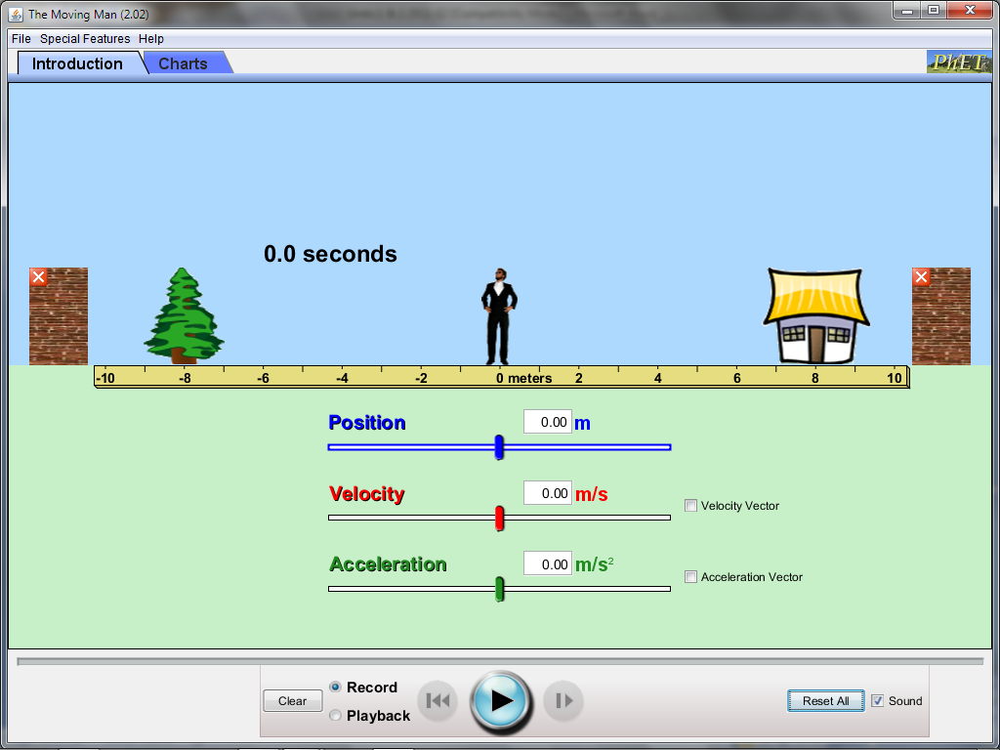 The Moving Man (2.02)
File Special Features Help
Introduction Charts
PhET
0.0 seconds
-10 -8 -6 -4 -2 0 meters 2 4 6 8 10
Position 0.00 m
Velocity 0.00 m/s
Velocity Vector
Acceleration 0.00 m/s²
Acceleration Vector
Record
Clear
Playback
Reset All
Sound